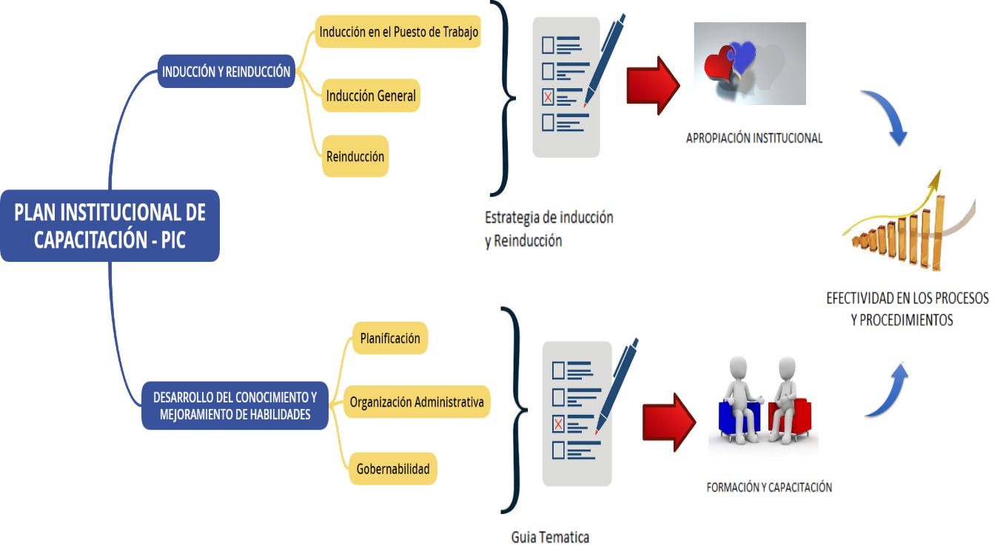 PLAN INSTITUCIONAL DE
CAPACITACIÓN - PIC
INDUCCIÓN Y REINDUCCIÓN
Inducción en el Puesto de Trabajo
Inducción General
Reinducción
Estrategia de inducción
y Reinducción
APROPIACIÓN INSTITUCIONAL
DESARROLLO DEL CONOCIMIENTO Y
MEJORAMIENTO DE HABILIDADES
Planificación
Organización Administrativa
Gobernabilidad
Guia Tematica
FORMACIÓN Y CAPACITACIÓN
EFECTIVIDAD EN LOS PROCESOS
Y PROCEDIMIENTOS